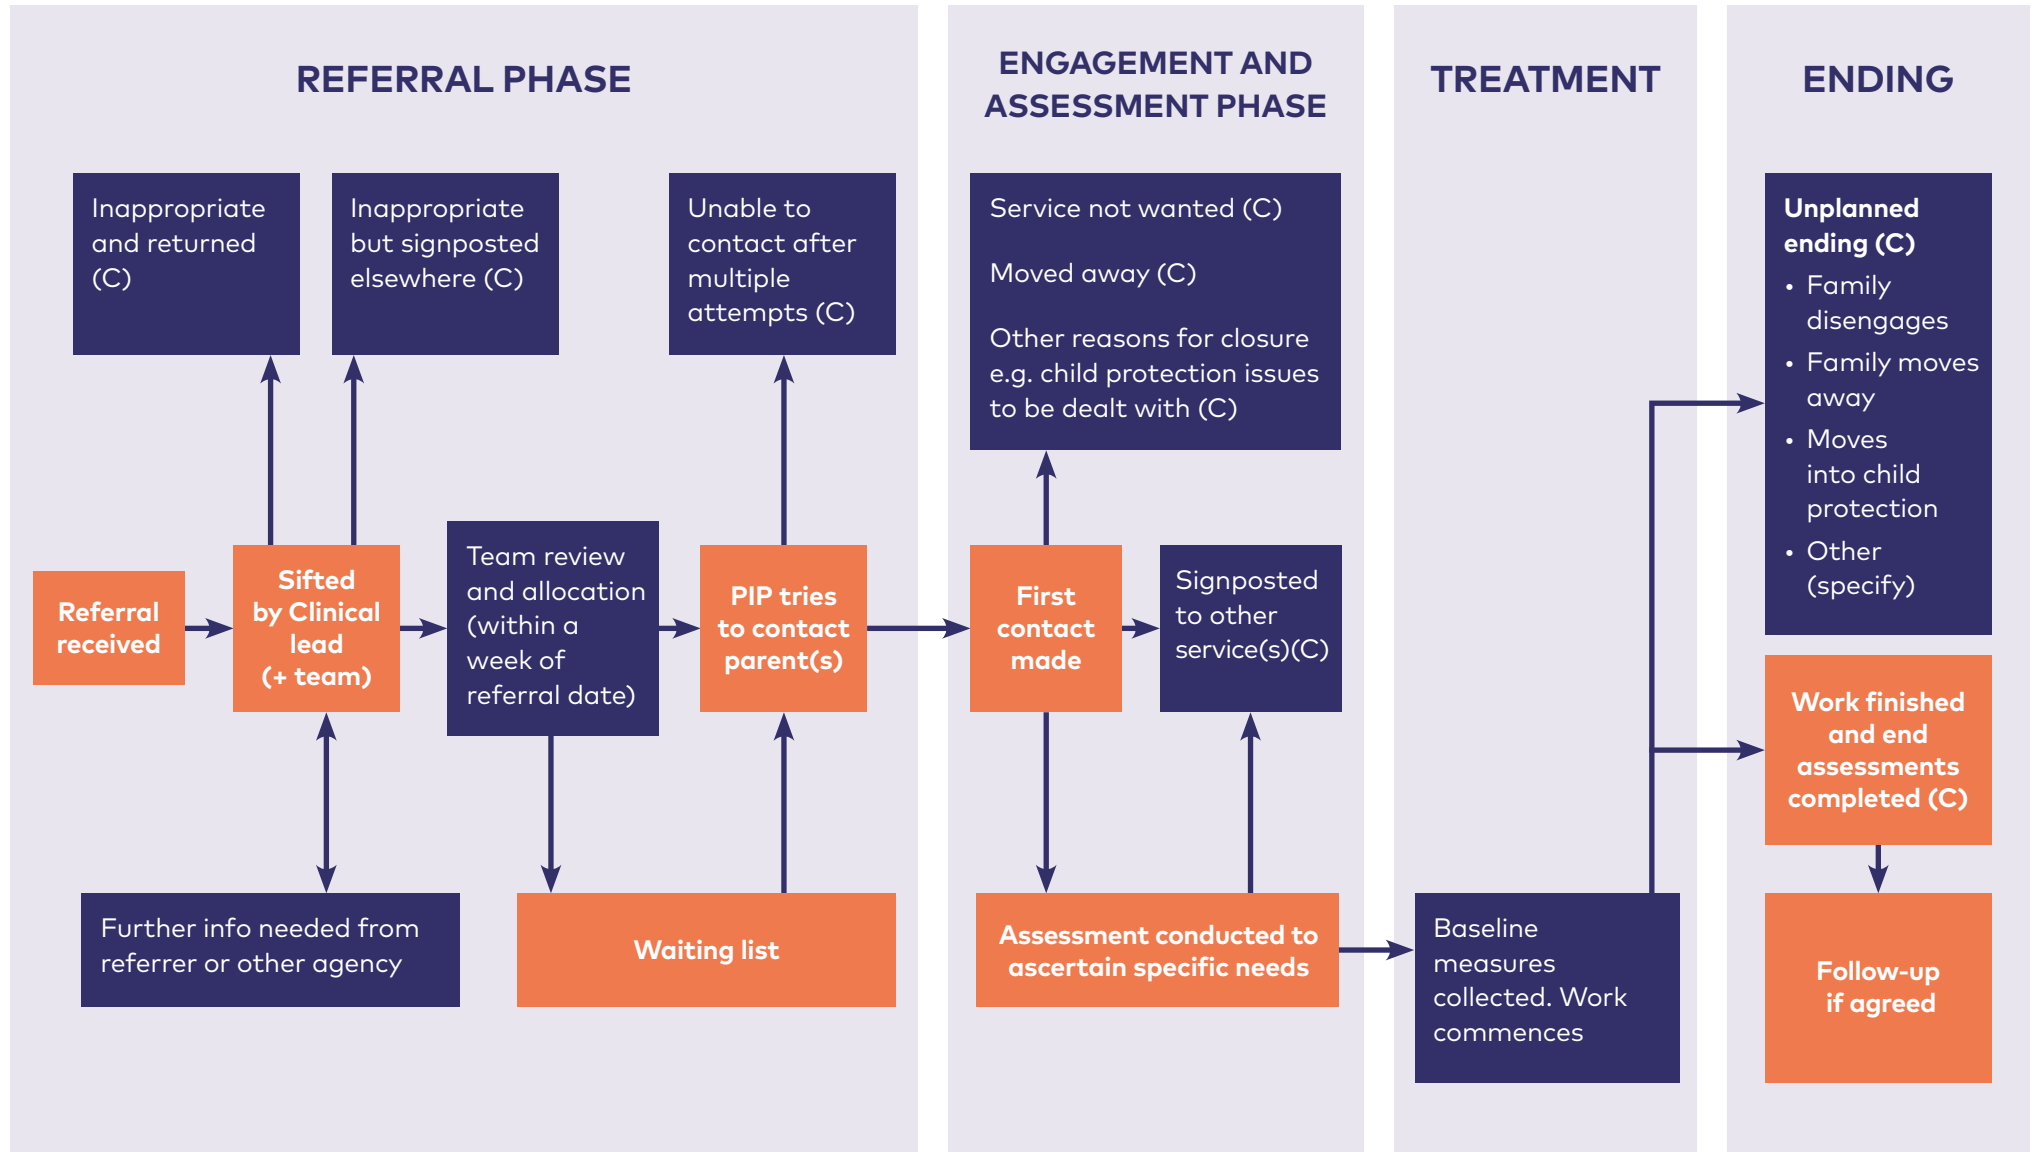 REFERRAL PHASE
Inappropriate
and returned
(C)
Inappropriate
but signposted
elsewhere (C)
Unable to
contact after
multiple
attempts (C)
Referral
received
Sifted
by Clinical
lead
(+ team)
Team review
and allocation
(within a
week of
referral date)
PIP tries
to contact
parent(s)
Further info needed from
referrer or other agency
Waiting list
ENGAGEMENT AND
ASSESSMENT PHASE
Service not wanted (C)
Moved away (C)
Other reasons for closure
e.g. child protection issues
to be dealt with (C)
First
contact
made
Signposted
to other
service(s)(C)
Assessment conducted to
ascertain specific needs
TREATMENT
Baseline
measures
collected. Work
commences
ENDING
Unplanned
ending (C)
• Family
disengages
• Family moves
away
• Moves
into child
protection
• Other
(specify)
Work finished
and end
assessments
completed (C)
Follow-up
if agreed